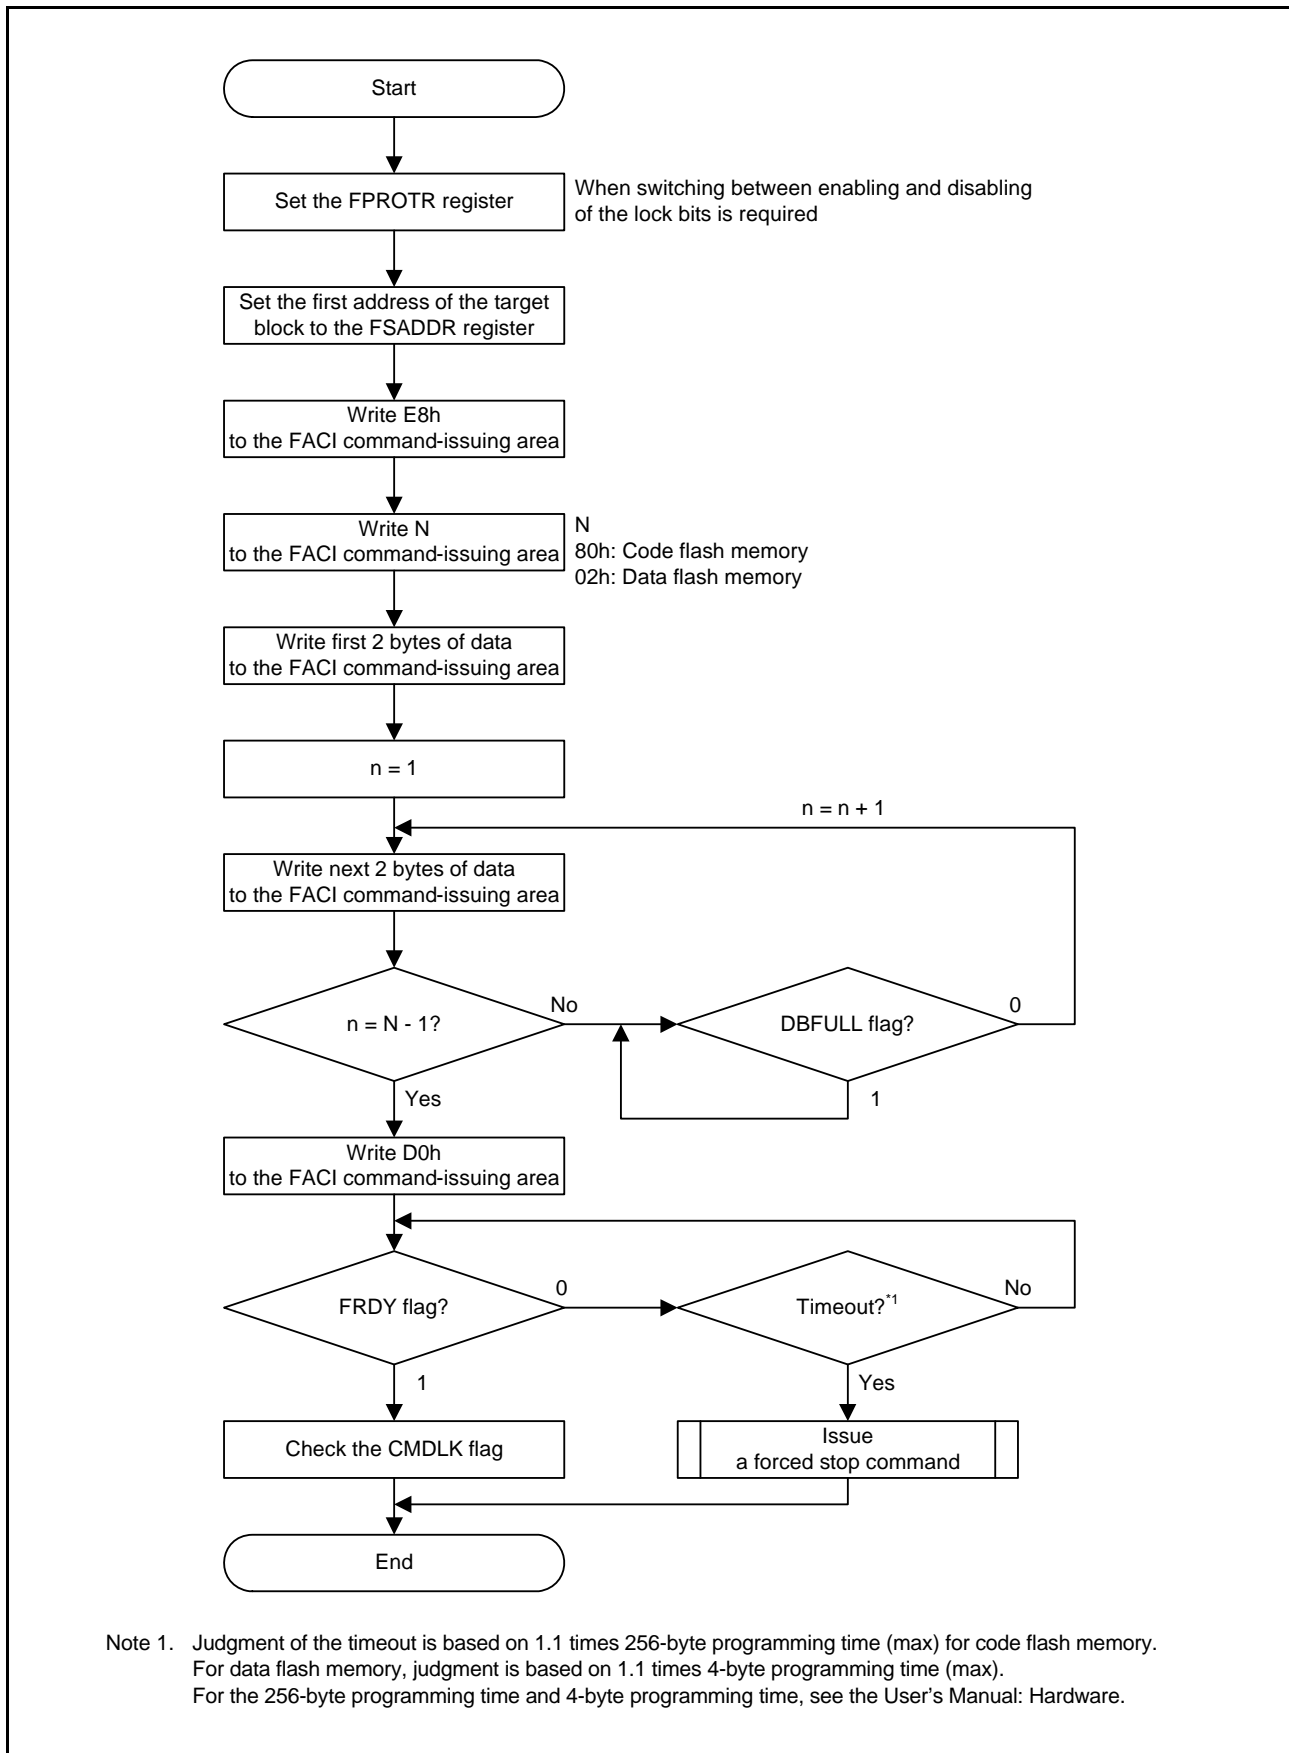 Start
Set the FPROTR register
When switching between enabling and disabling
of the lock bits is required
Set the first address of the target
block to the FSADDR register
Write E8h
to the FACI command-issuing area
Write N
to the FACI command-issuing area
N
80h: Code flash memory
02h: Data flash memory
Write first 2 bytes of data
to the FACI command-issuing area
n = 1
n = n + 1
Write next 2 bytes of data
to the FACI command-issuing area
n = N - 1?
No
DBFULL flag?
0
1
Yes
Write D0h
to the FACI command-issuing area
FRDY flag?
0
Timeout?*1
No
1
Yes
Check the CMDLK flag
Issue
a forced stop command
End
Note 1. Judgment of the timeout is based on 1.1 times 256-byte programming time (max) for code flash memory.
For data flash memory, judgment is based on 1.1 times 4-byte programming time (max).
For the 256-byte programming time and 4-byte programming time, see the User's Manual: Hardware.